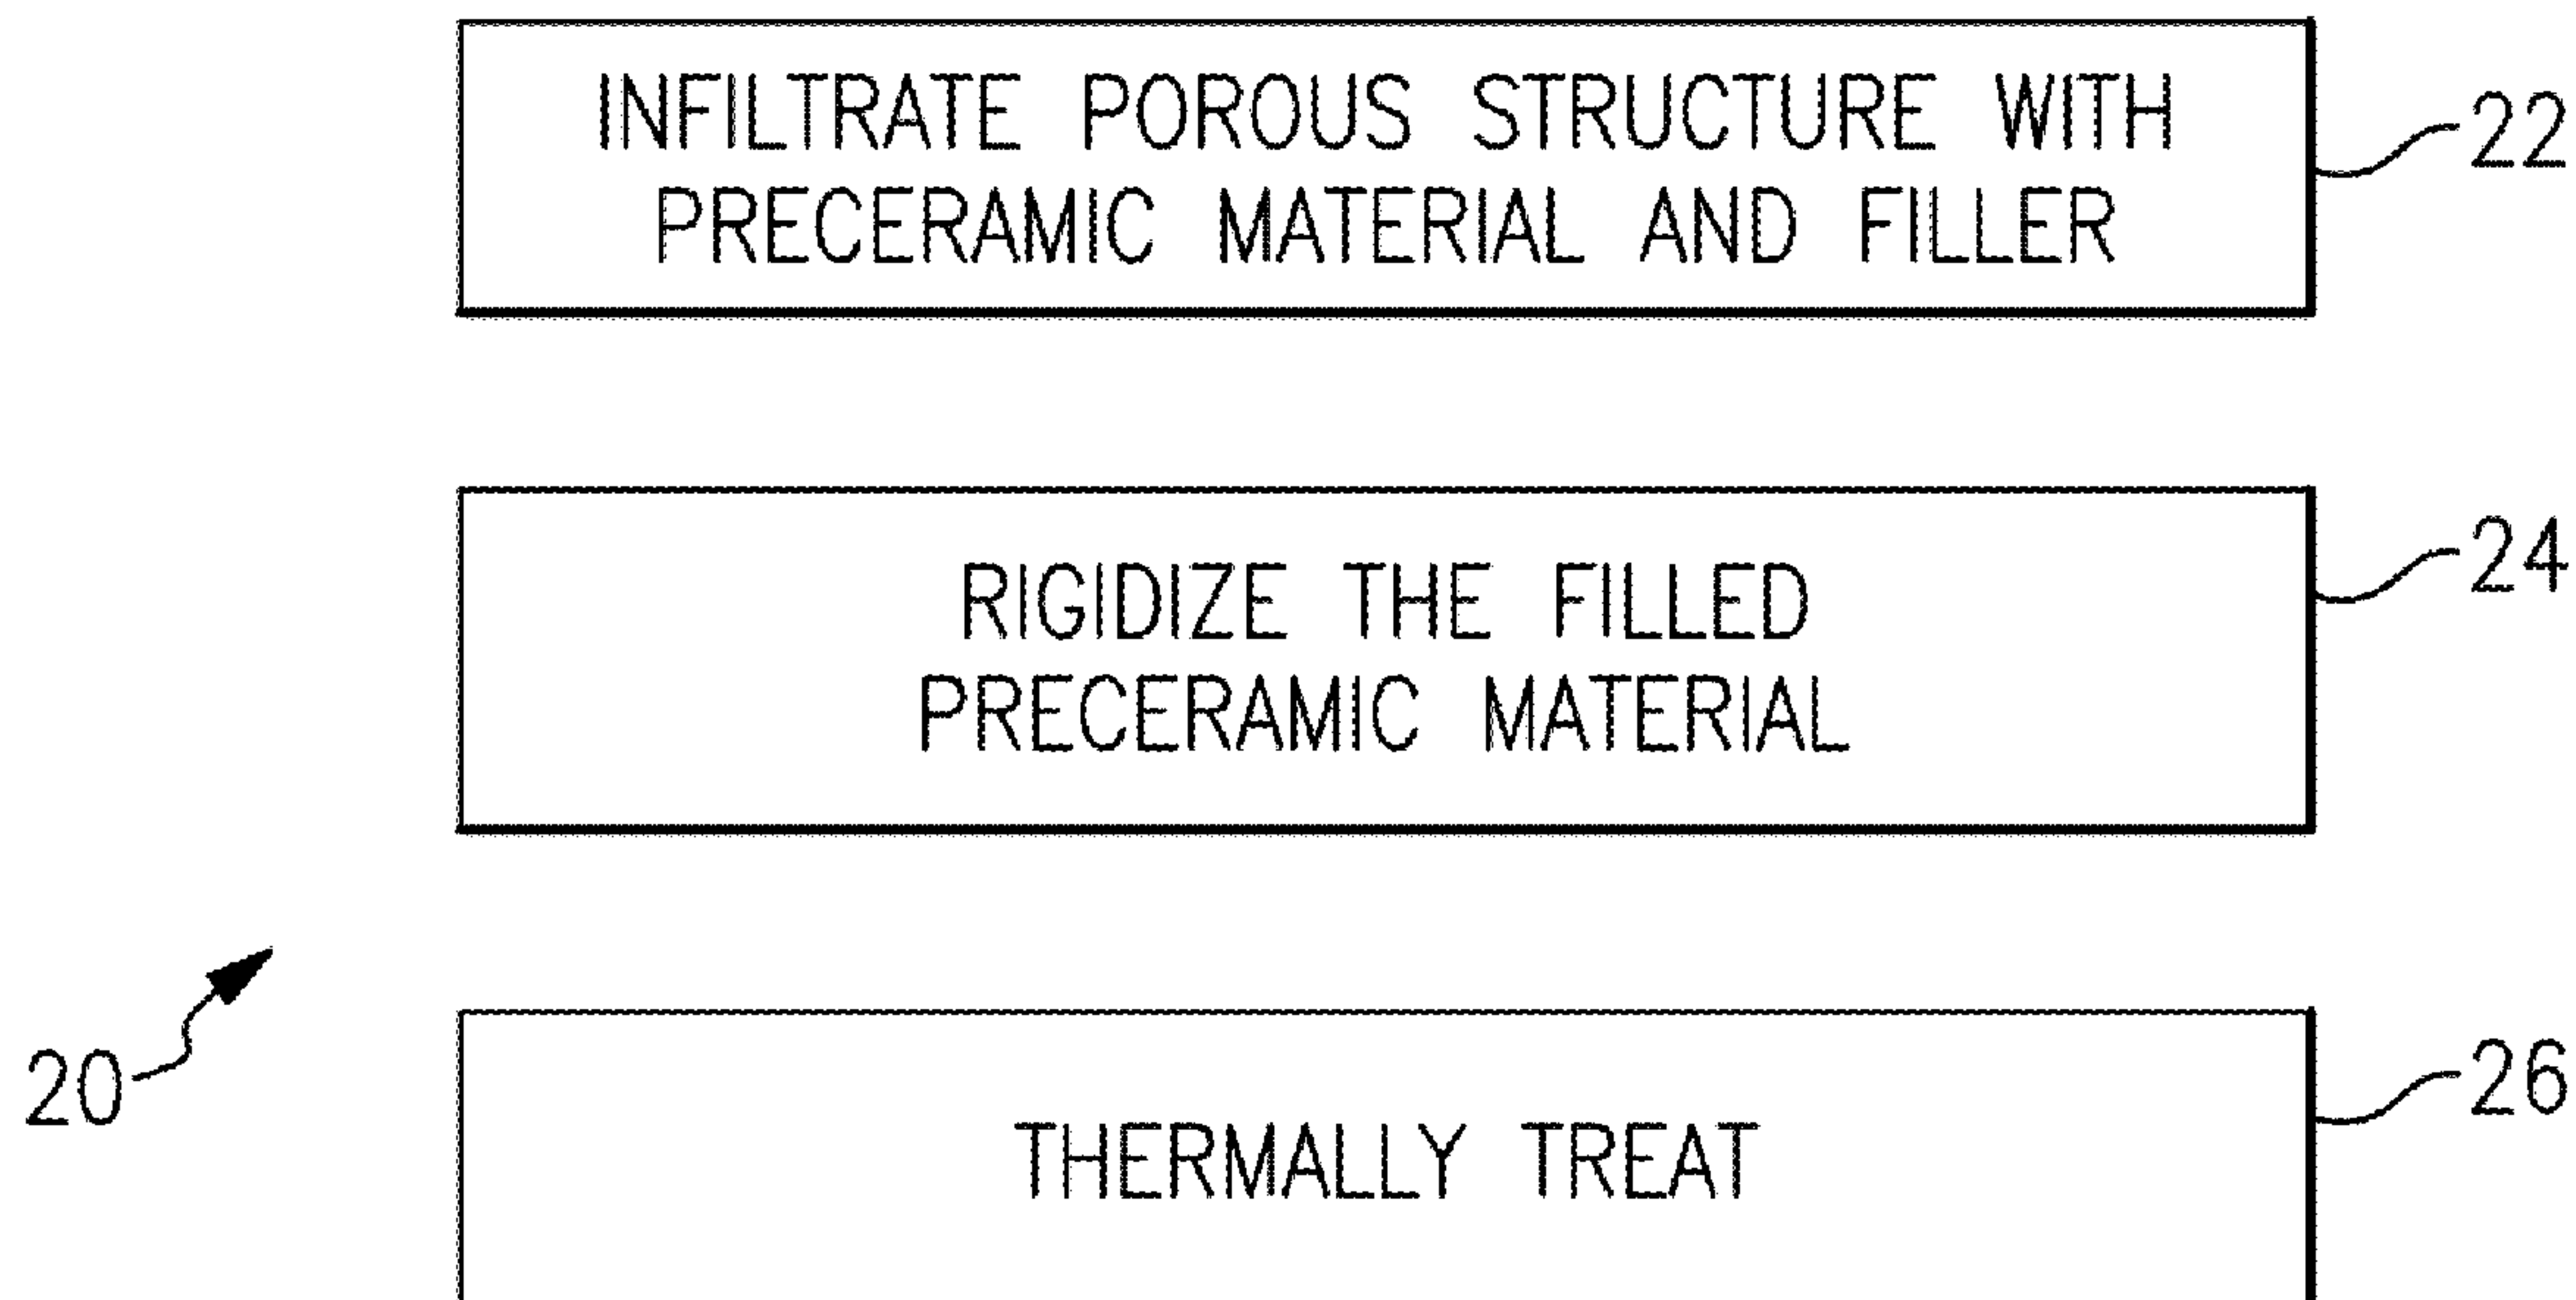 INFILTRATE POROUS STRUCTURE WITH
PRECERAMIC MATERIAL AND FILLER
22
RIGIDIZE THE FILLED
PRECERAMIC MATERIAL
24
20
THERMALLY TREAT
26